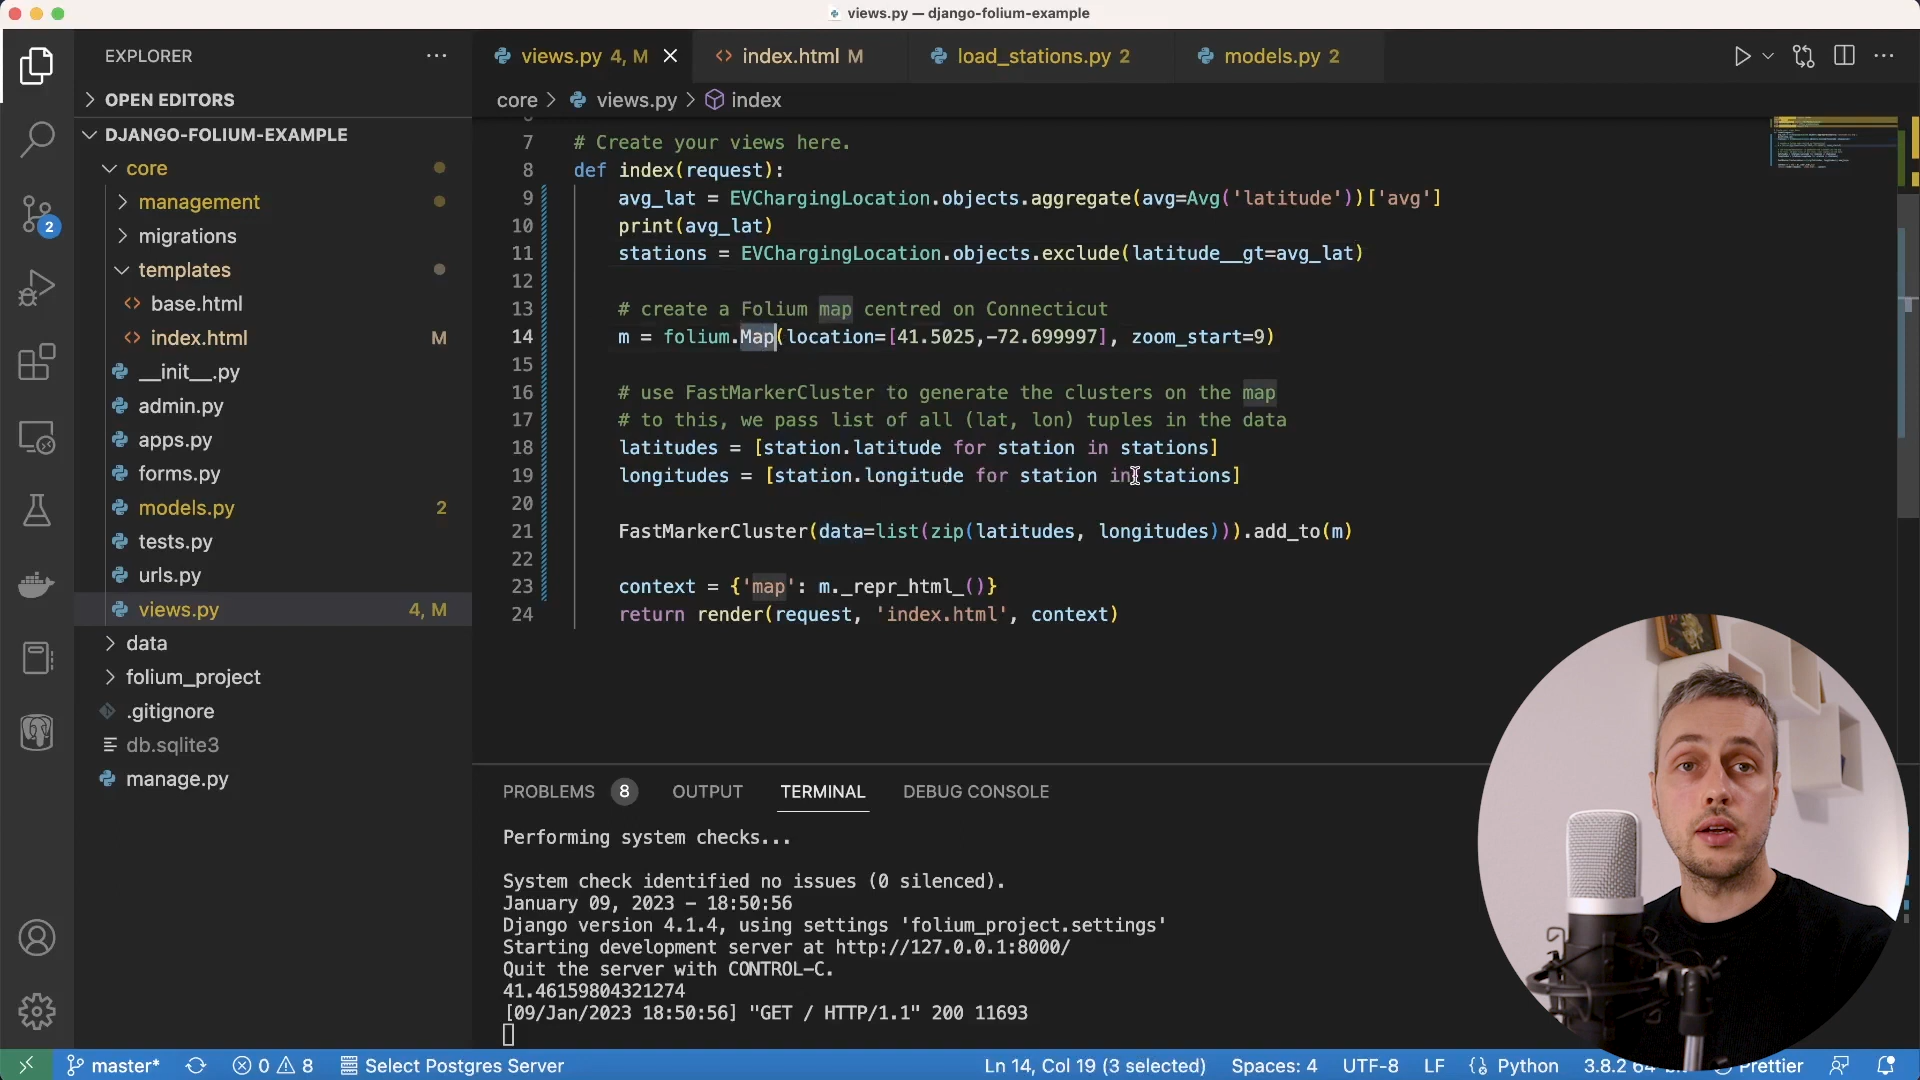 views.py — django-folium-example
EXPLORER
OPEN EDITORS
DJANGO-FOLIUM-EXAMPLE
core
management
migrations
templates
base.html
index.html M
__init__.py
admin.py
apps.py
forms.py
models.py 2
tests.py
urls.py
views.py 4, M
data
folium_project
.gitignore
db.sqlite3
manage.py
2
views.py 4, M
index.html M
load_stations.py 2
models.py 2
core > views.py > index
7 # Create your views here.
8 def index(request):
9 avg_lat = EVChargingLocation.objects.aggregate(avg=Avg('latitude'))['avg']
10 print(avg_lat)
11 stations = EVChargingLocation.objects.exclude(latitude__gt=avg_lat)
12
13 # create a Folium map centred on Connecticut
14 m = folium.Map(location=[41.5025,-72.699997], zoom_start=9)
15
16 # use FastMarkerCluster to generate the clusters on the map
17 # to this, we pass list of all (lat, lon) tuples in the data
18 latitudes = [station.latitude for station in stations]
19 longitudes = [station.longitude for station in stations]
20
21 FastMarkerCluster(data=list(zip(latitudes, longitudes))).add_to(m)
22
23 context = {'map': m._repr_html_()}
24 return render(request, 'index.html', context)
PROBLEMS 8 OUTPUT TERMINAL DEBUG CONSOLE
Performing system checks...
System check identified no issues (0 silenced).
January 09, 2023 - 18:50:56
Django version 4.1.4, using settings 'folium_project.settings'
Starting development server at http://127.0.0.1:8000/
Quit the server with CONTROL-C.
41.46159804321274
[09/Jan/2023 18:50:56] "GET / HTTP/1.1" 200 11693
master* 0 8 Select Postgres Server Ln 14, Col 19 (3 selected) Spaces: 4 UTF-8 LF Python 3.8.2 64-bit Prettier